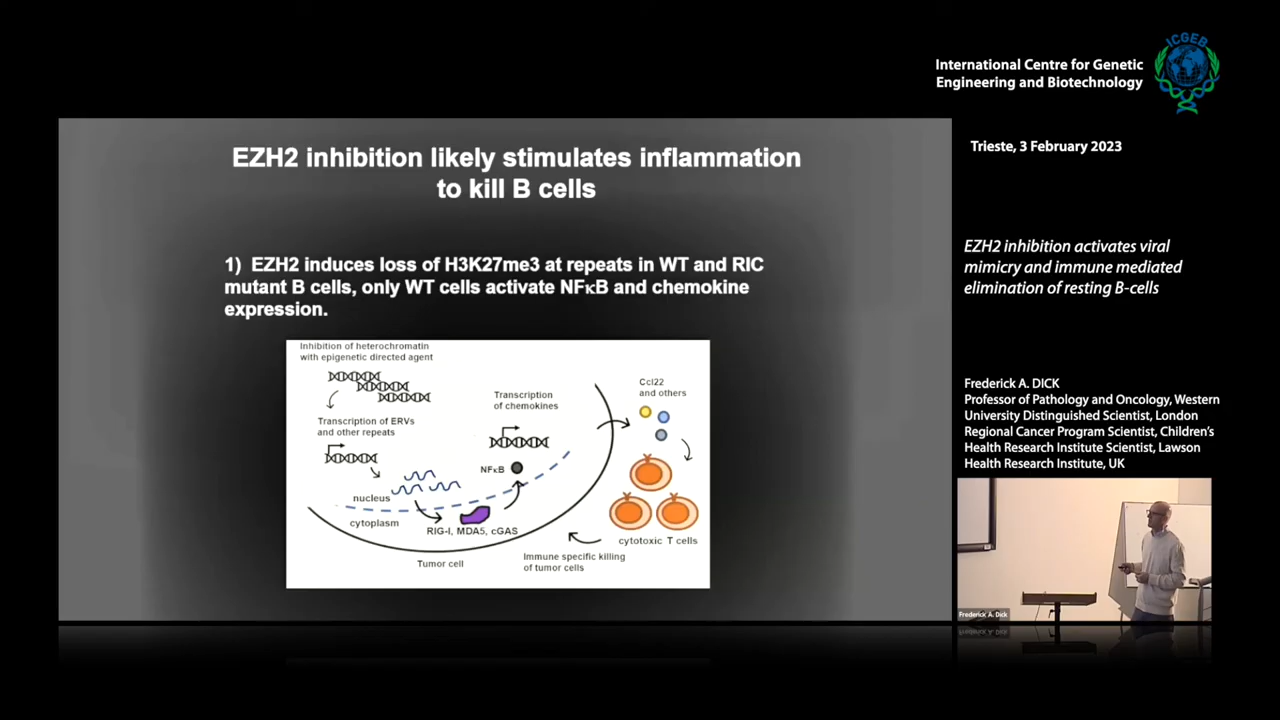 ICGEB
International Centre for Genetic
Engineering and Biotechnology
Trieste, 3 February 2023
EZH2 inhibition likely stimulates inflammation
to kill B cells
1) EZH2 induces loss of H3K27me3 at repeats in WT and RIC
mutant B cells, only WT cells activate NFκB and chemokine
expression.
Inhibition of heterochromatin
with epigenetic directed agent
Transcription of ERVs
and other repeats
nucleus
cytoplasm
RIG-I, MDA5, cGAS
NFκB
Transcription
of chemokines
Tumor cell
Ccl22
and others
cytotoxic T cells
Immune specific killing
of tumor cells
EZH2 inhibition activates viral
mimicry and immune mediated
elimination of resting B-cells
Frederick A. DICK
Professor of Pathology and Oncology, Western
University Distinguished Scientist, London
Regional Cancer Program Scientist, Children's
Health Research Institute Scientist, Lawson
Health Research Institute, UK
Frederick A. Dick